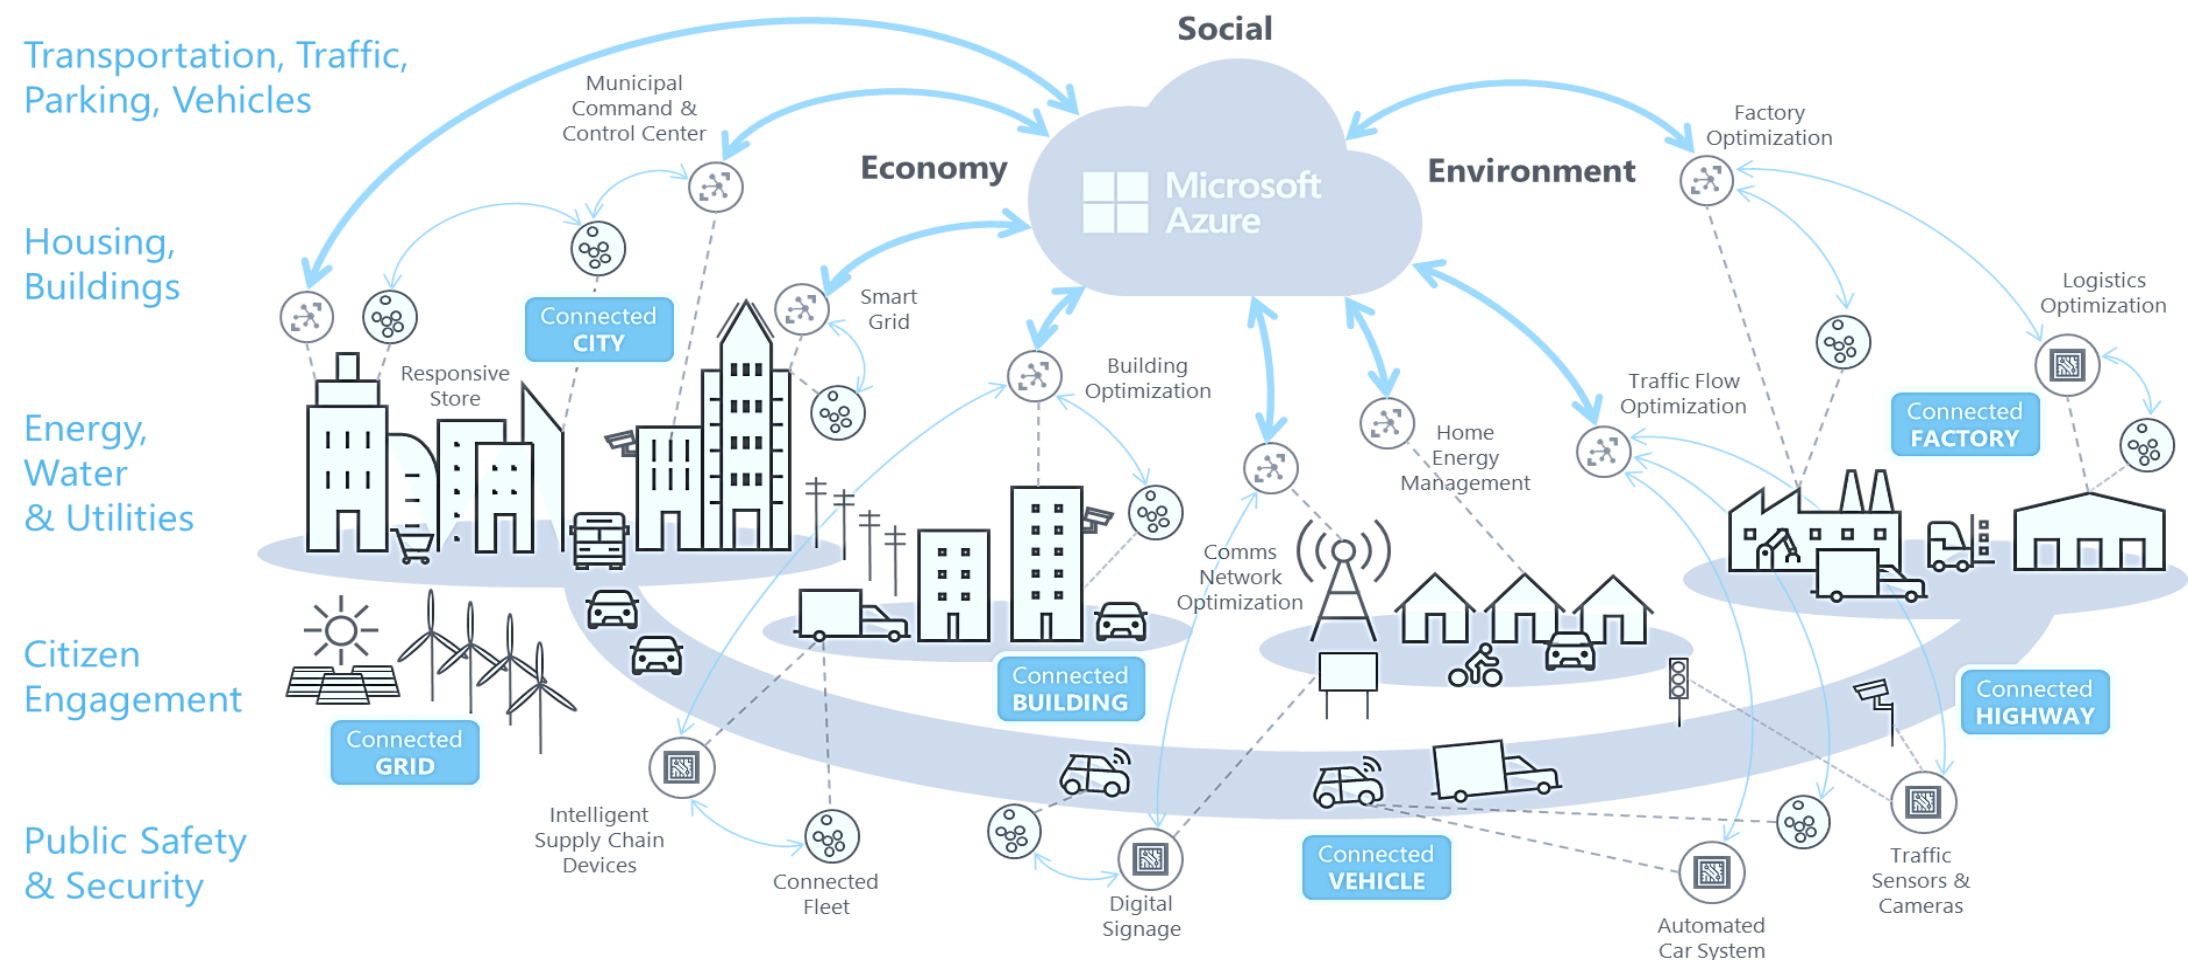 Transportation, Traffic,
Parking, Vehicles
Housing,
Buildings
Energy,
Water
& Utilities
Citizen
Engagement
Public Safety
& Security
Social
Economy
Environment
Microsoft
Azure
Municipal
Command &
Control Center
Connected
CITY
Responsive
Store
Smart
Grid
Building
Optimization
Comms
Network
Optimization
Home
Energy
Management
Traffic Flow
Optimization
Factory
Optimization
Logistics
Optimization
Connected
FACTORY
Connected
GRID
Connected
BUILDING
Connected
HIGHWAY
Intelligent
Supply Chain
Devices
Connected
Fleet
Digital
Signage
Connected
VEHICLE
Automated
Car System
Traffic
Sensors &
Cameras